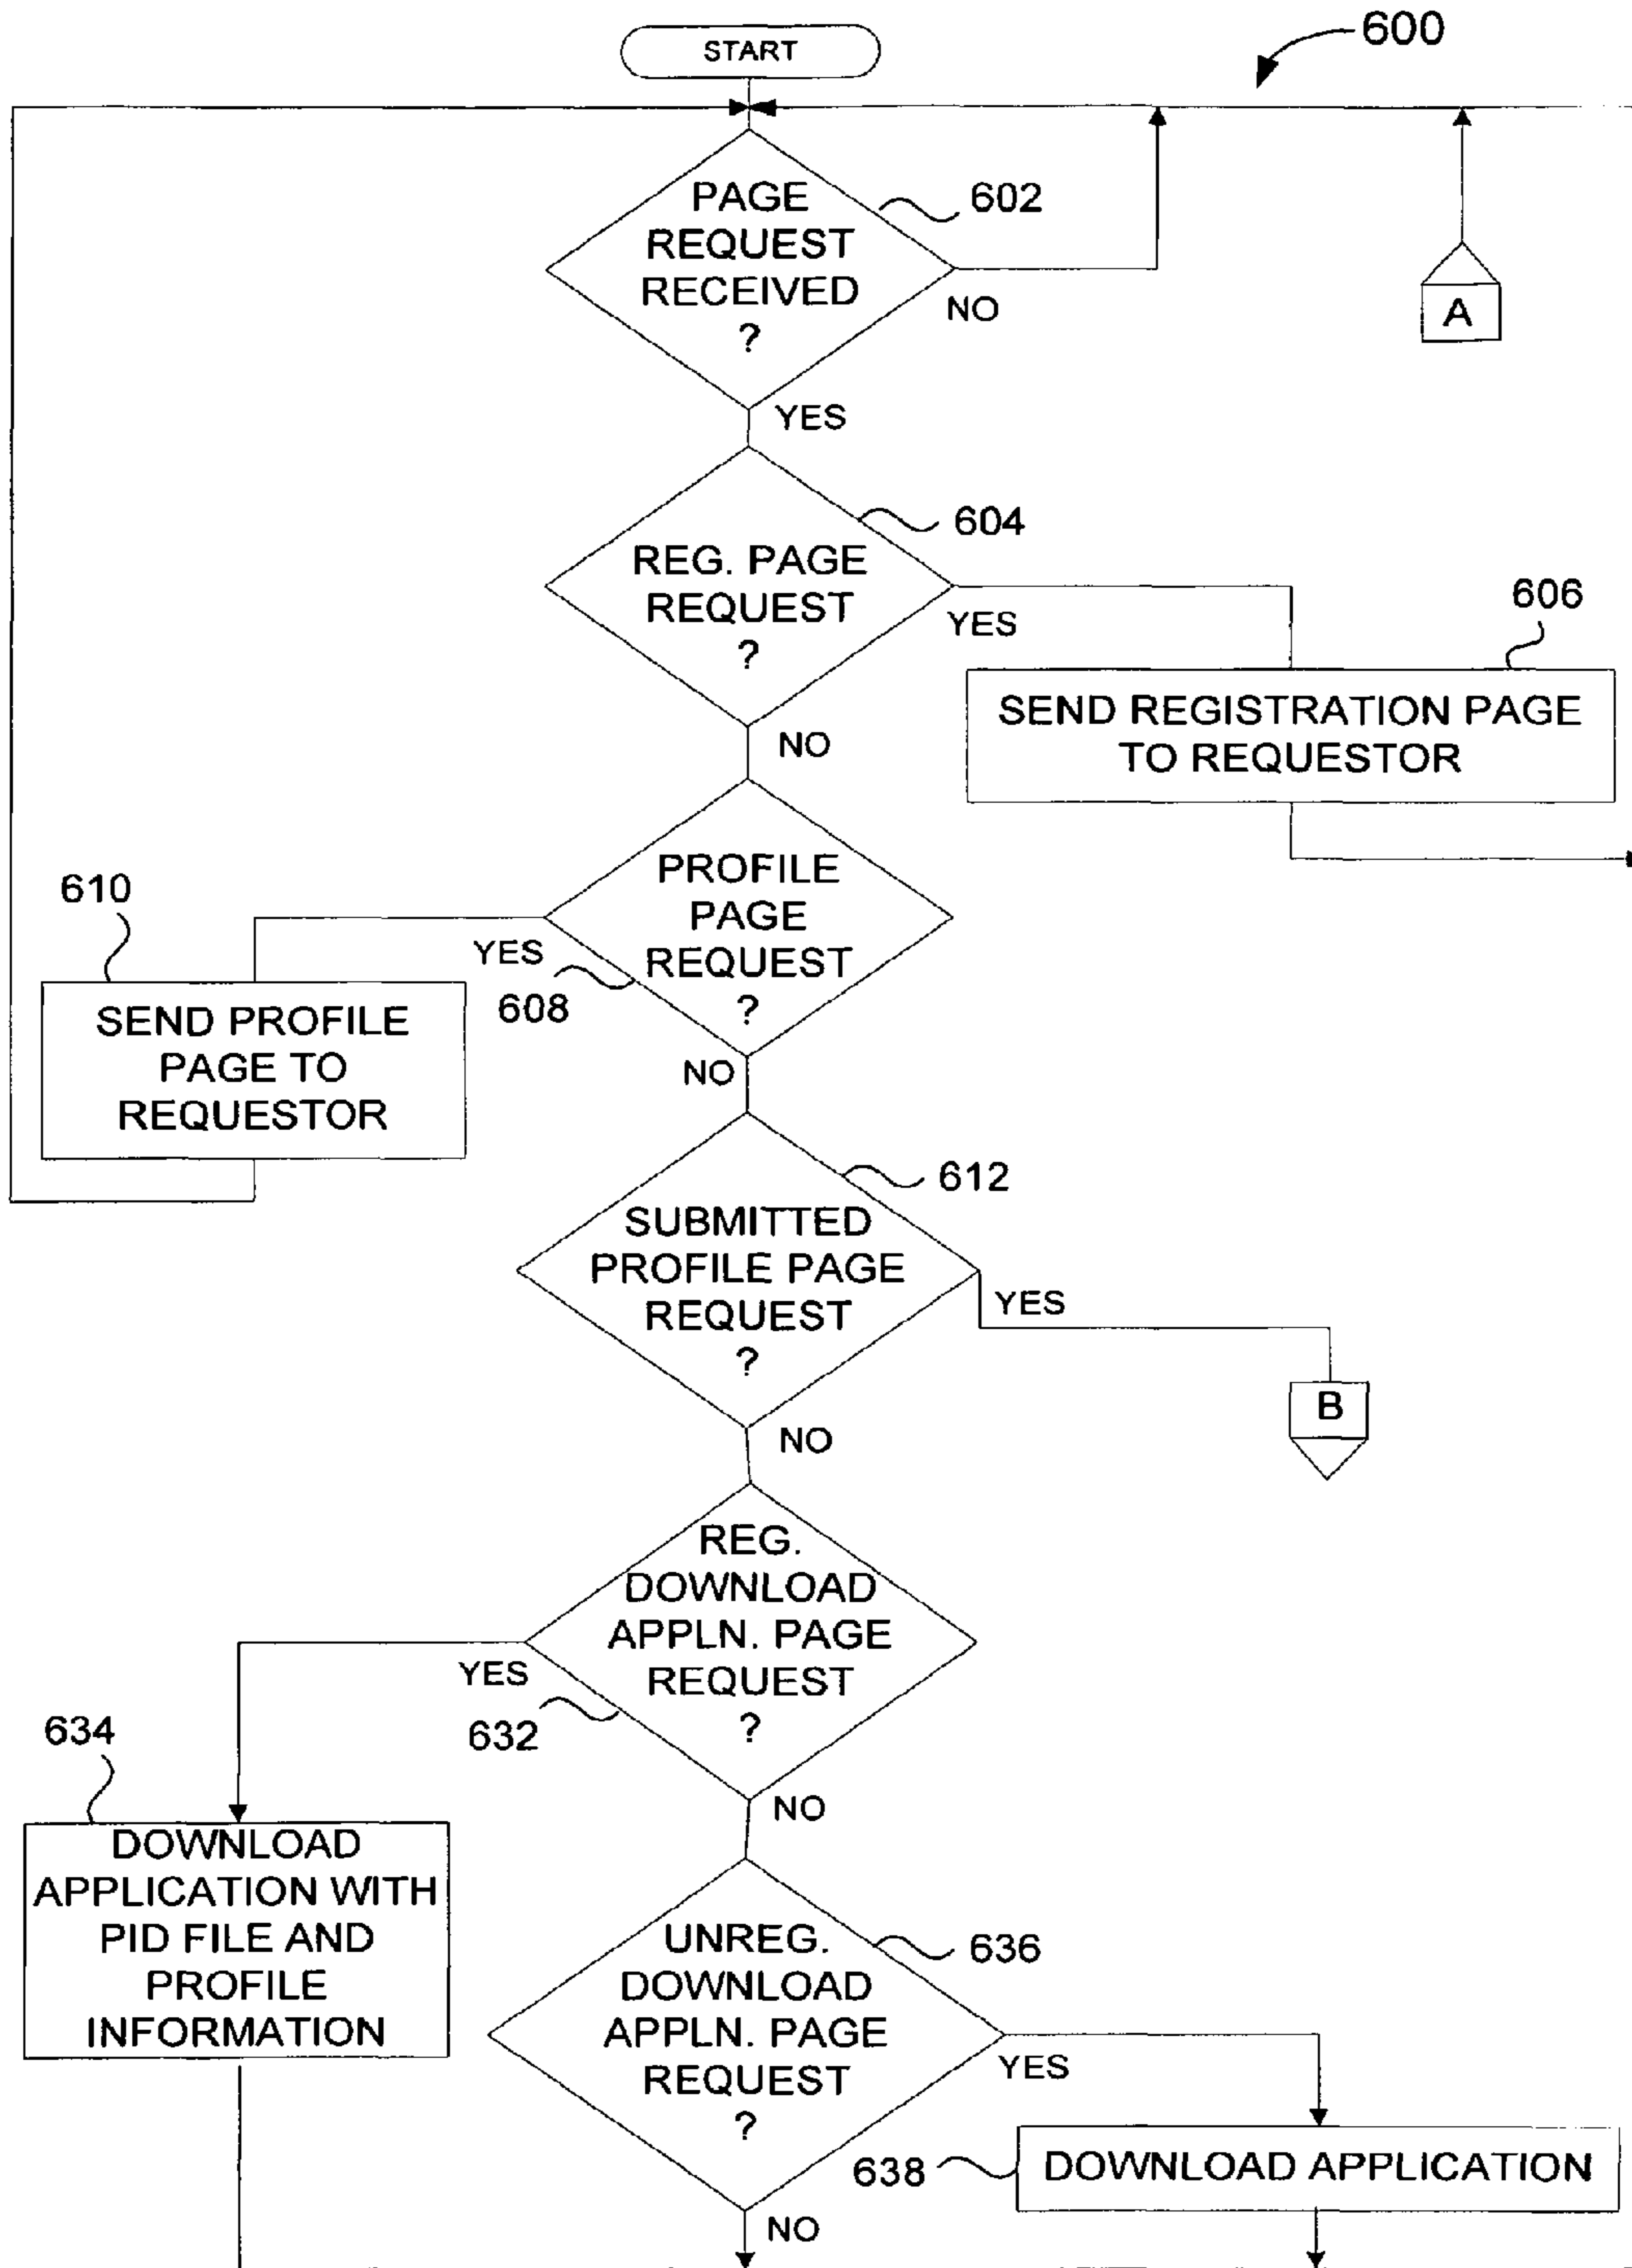 START
600
PAGE
REQUEST
RECEIVED
?
602
NO
A
YES
REG. PAGE
REQUEST
?
604
YES
606
SEND REGISTRATION PAGE
TO REQUESTOR
NO
PROFILE
PAGE
REQUEST
?
YES
608
610
SEND PROFILE
PAGE TO
REQUESTOR
NO
612
SUBMITTED
PROFILE PAGE
REQUEST
?
YES
B
NO
REG.
DOWNLOAD
APPLN. PAGE
REQUEST
?
YES
632
634
DOWNLOAD
APPLICATION WITH
PID FILE AND
PROFILE
INFORMATION
NO
UNREG.
DOWNLOAD
APPLN. PAGE
REQUEST
?
636
YES
638
DOWNLOAD APPLICATION
NO